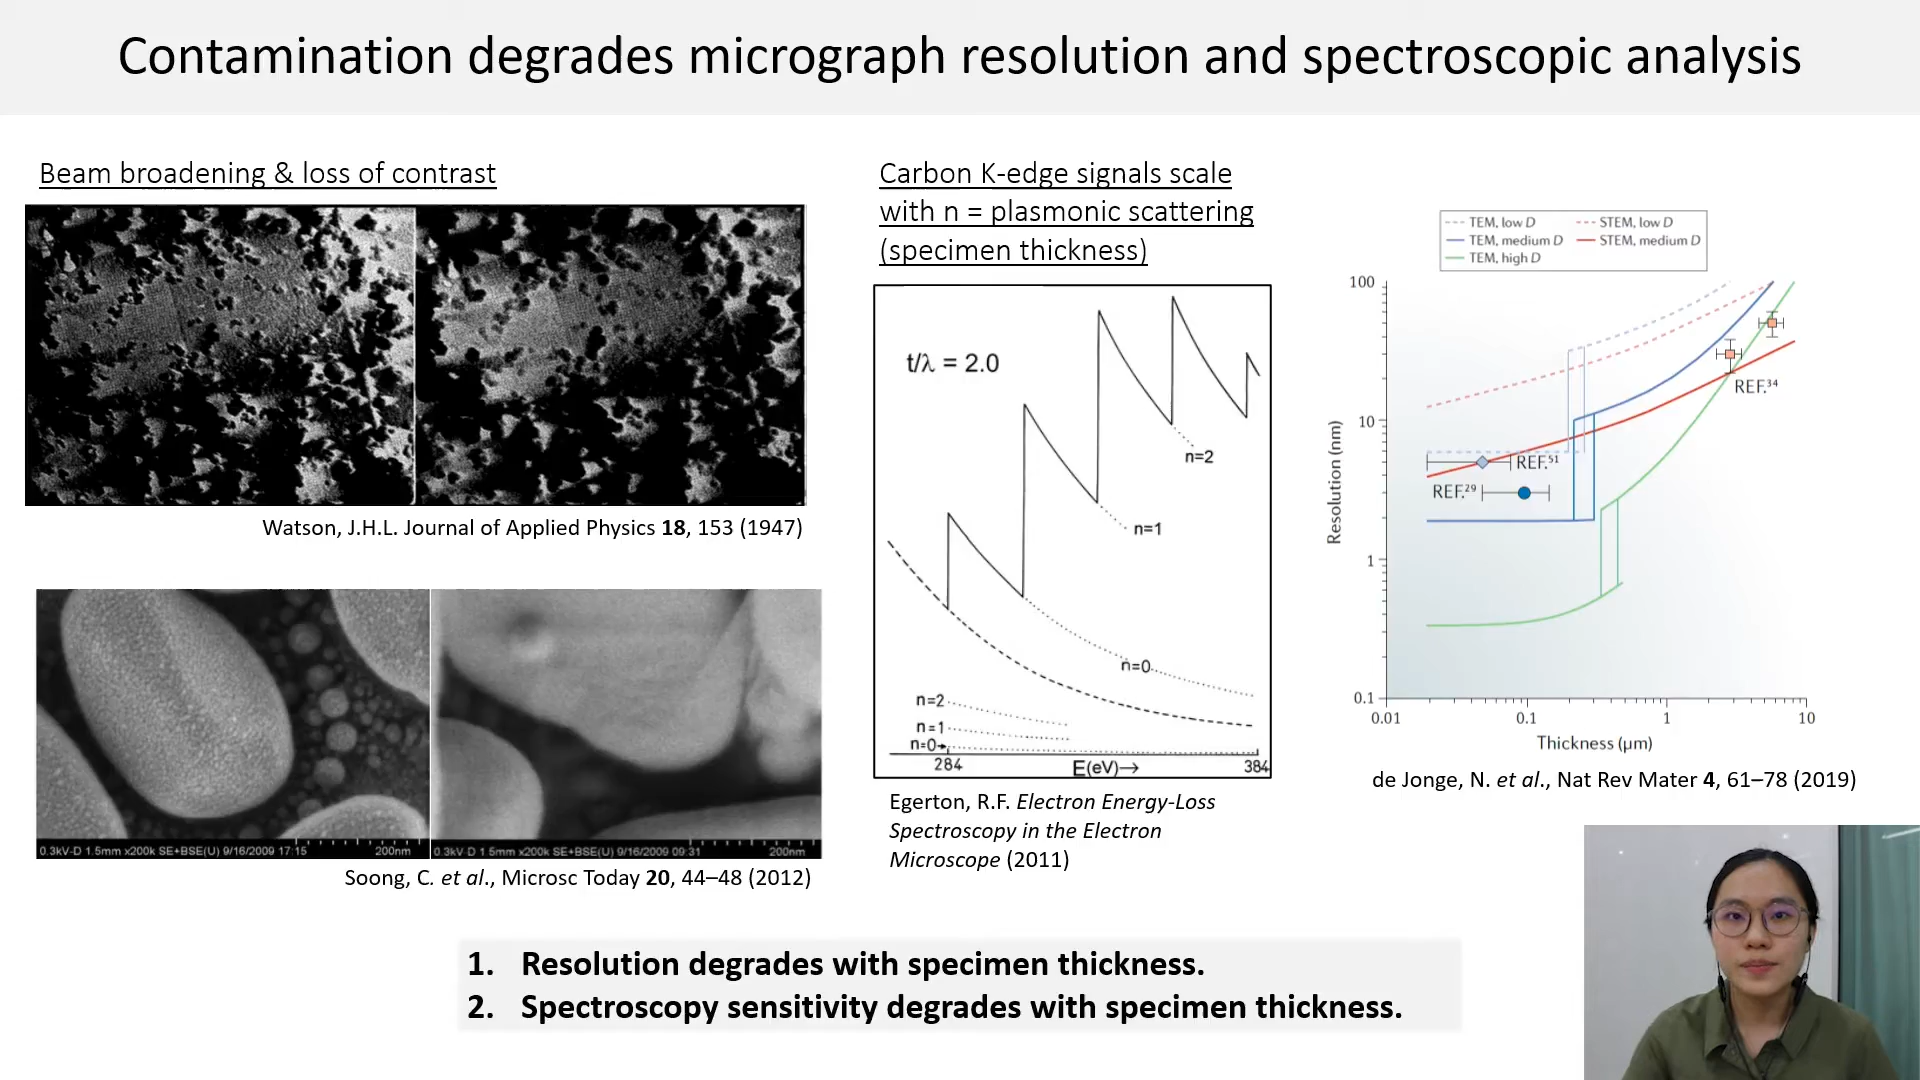 Contamination degrades micrograph resolution and spectroscopic analysis
Beam broadening & loss of contrast
Watson, J.H.L. Journal of Applied Physics 18, 153 (1947)
0.3kV-D 1.5mm x200k SE+BSE(U) 9/16/2009 17:15 200nm
0.3kV-D 1.5mm x200k SE+BSE(U) 9/16/2009 09:31 200nm
Soong, C. et al., Microsc Today 20, 44–48 (2012)
Carbon K-edge signals scale
with n = plasmonic scattering
(specimen thickness)
t/λ = 2.0
n=2
n=1
n=0
n=2
n=1
n=0
284
E(eV)→
384
Egerton, R.F. Electron Energy-Loss
Spectroscopy in the Electron
Microscope (2011)
TEM, low D
STEM, low D
TEM, medium D
STEM, medium D
TEM, high D
100
10
1
0.1
Resolution (nm)
REF.³⁴
REF.⁵¹
REF.²⁹
0.01
0.1
1
10
Thickness (µm)
de Jonge, N. et al., Nat Rev Mater 4, 61–78 (2019)
1. Resolution degrades with specimen thickness.
2. Spectroscopy sensitivity degrades with specimen thickness.